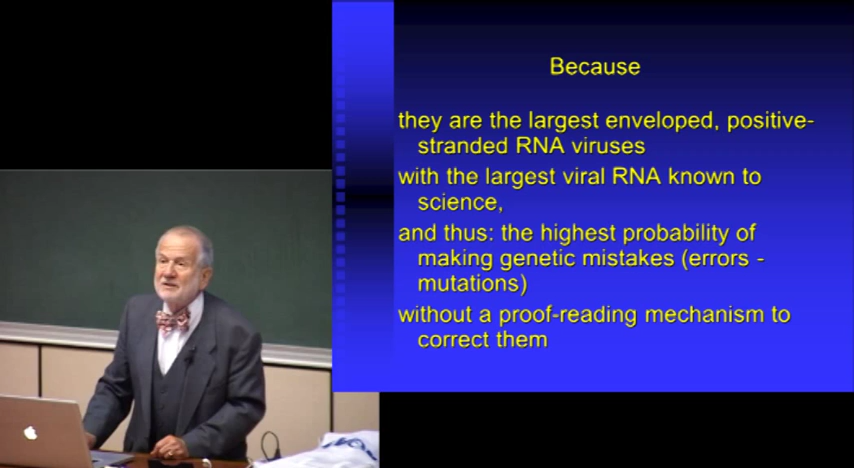 Because
they are the largest enveloped, positive-
stranded RNA viruses
with the largest viral RNA known to
science,
and thus: the highest probability of
making genetic mistakes (errors -
mutations)
without a proof-reading mechanism to
correct them